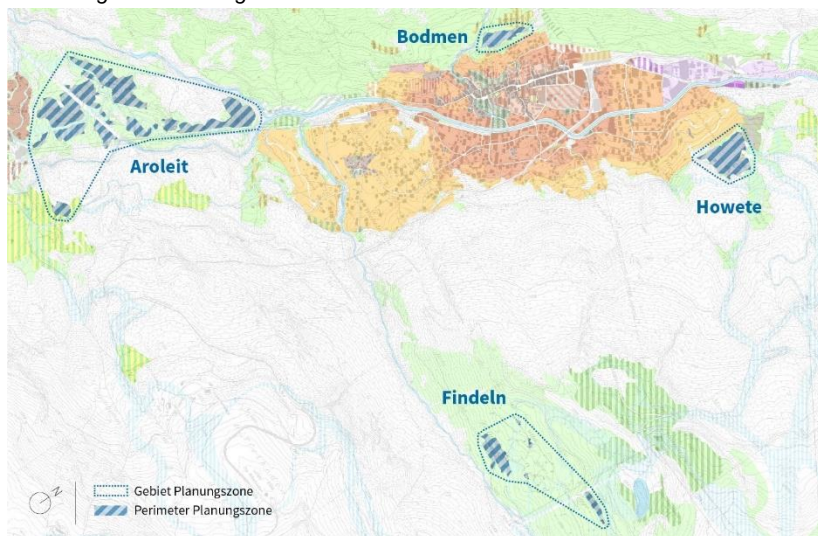 Bodmen
Aroleit
Howete
Findeln
N
Gebiet Planungszone
Perimeter Planungszone